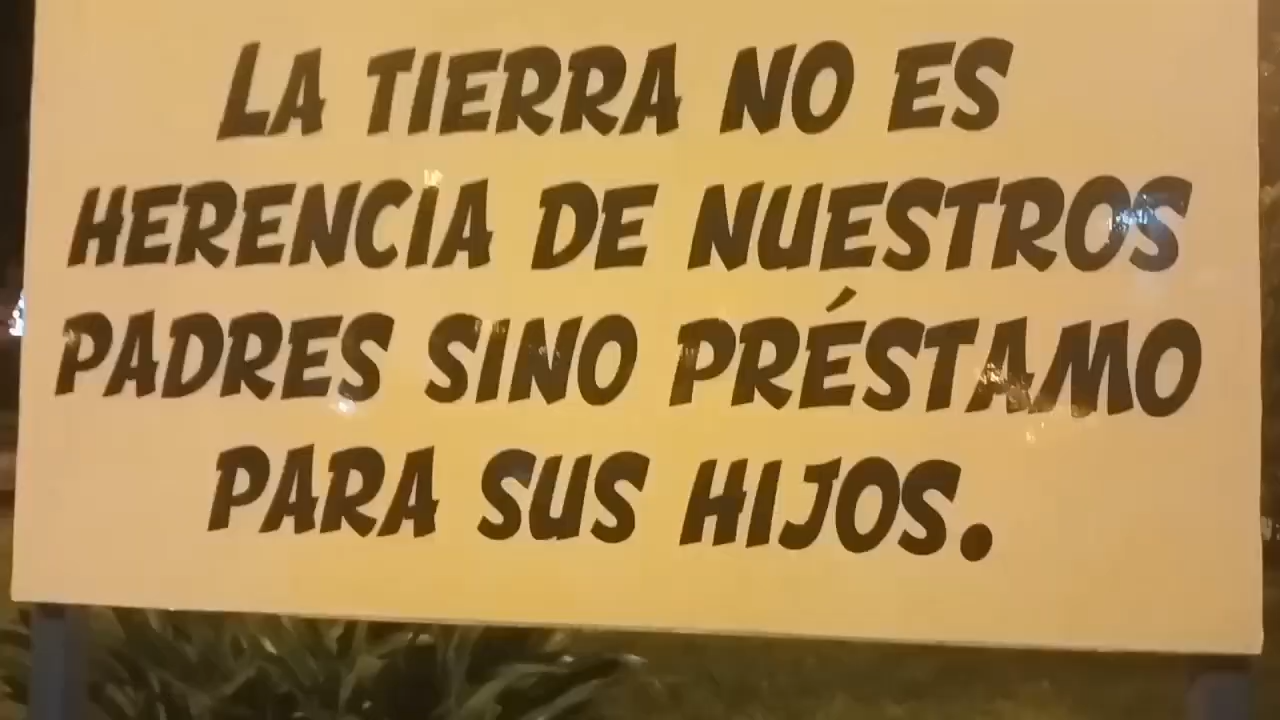 LA TIERRA NO ES
HERENCIA DE NUESTROS
PADRES SINO PRÉSTAMO
PARA SUS HIJOS.